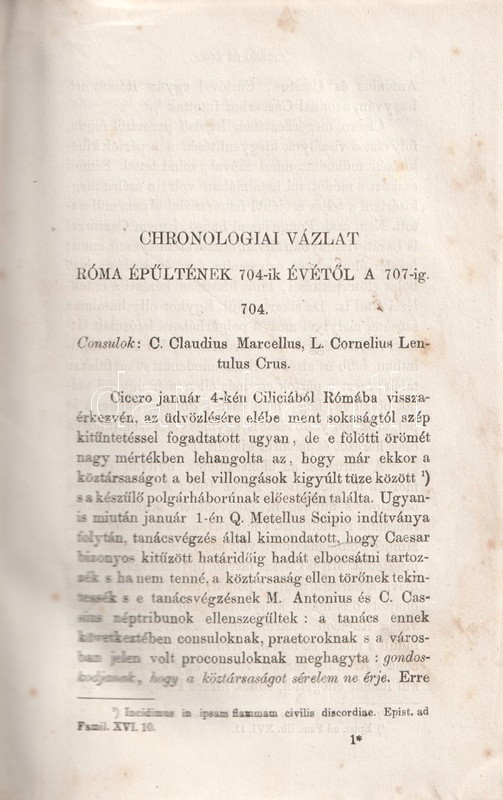 CHRONOLOGIAI VÁZLAT
RÓMA ÉPŰLTÉNEK 704-ik ÉVÉTŐL A 707-ig.
704.
Consulok: C. Claudius Marcellus, L. Cornelius Len-
tulus Crus.
Cicero január 4-kén Ciliciából Rómába vissza-
érkezvén, az üdvözlésére elébe ment sokaságtól szép
kitüntetéssel fogadtatott ugyan, de e fölötti örömét
nagy mértékben lehangolta az, hogy már ekkor a
köztársaságot a bel villongások kigyúlt tüze között ¹)
s a készülő polgárháborúnak előestéjén találta. Ugyan-
is miután január 1-én Q. Metellus Scipio indítványa
folytán, tanácsvégzés által kimondatott, hogy Caesar
bizonyos kitűzött határidőig hadát elbocsátni tartoz-
zék s ha nem tenné, a köztársaság ellen törőnek tekin-
tessék s e tanácsvégzésnek M. Antonius és C. Cas-
sius néptribunok ellenszegültek: a tanács ennek
következtében consuloknak, praetoroknak s a város-
ban jelen volt proconsuloknak meghagyta: gondos-
kodjanak, hogy a köztársaságot sérelem ne érje. Erre
¹) Incidimus in ipsam flammam civilis discordiae. Epist. ad
Famil. XVI. 10.
1*